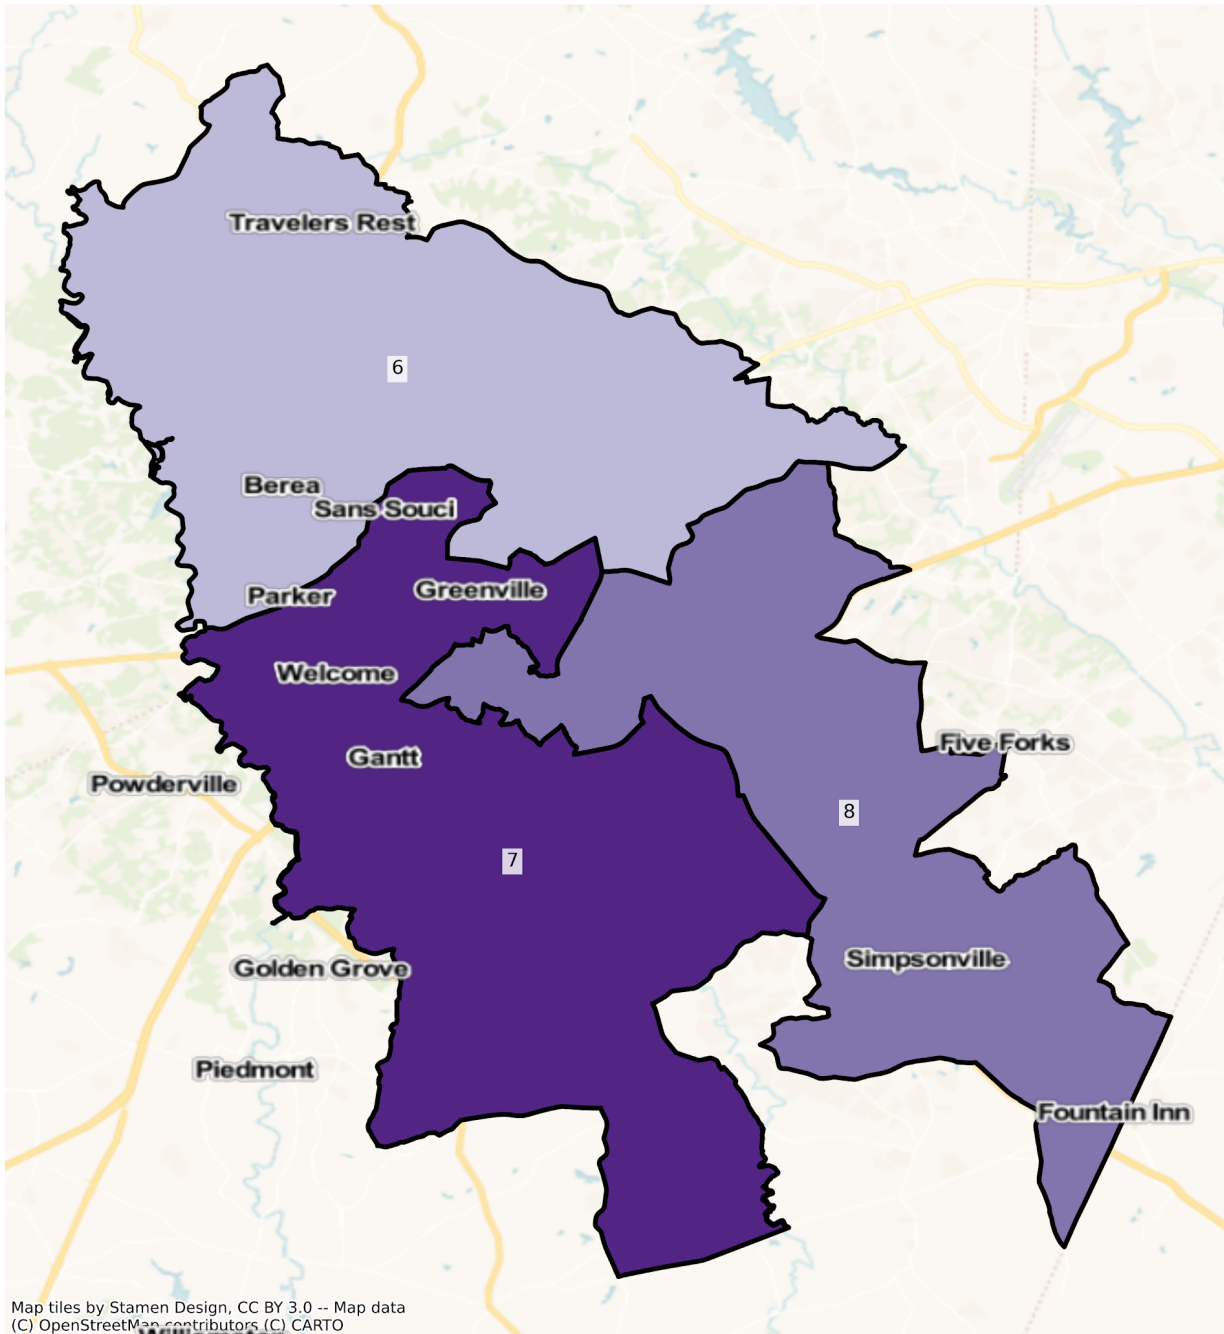 Travelers Rest
6
Berea
Sans Souci
Parker
Greenville
Welcome
Five Forks
Gantt
Powderville
8
7
Simpsonville
Golden Grove
Piedmont
Fountain Inn
Map tiles by Stamen Design, CC BY 3.0 -- Map data
(C) OpenStreetMap contributors (C) CARTO